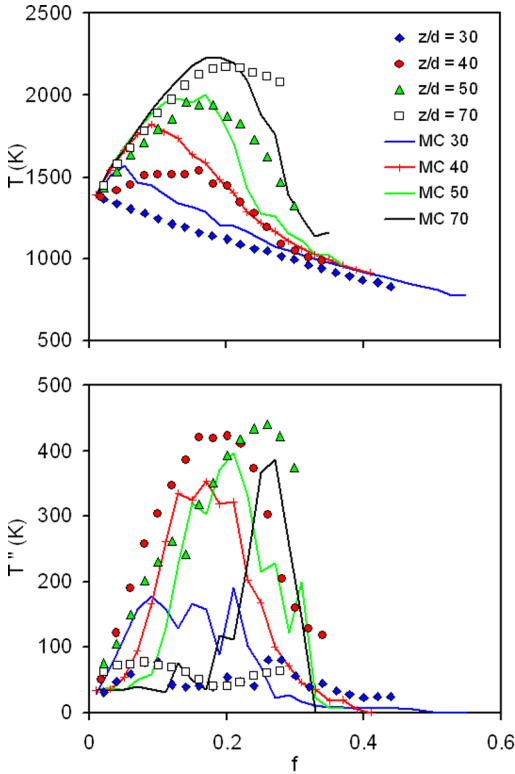 2500
2000
1500
1000
500
T (K)
z/d = 30
z/d = 40
z/d = 50
z/d = 70
MC 30
MC 40
MC 50
MC 70
500
400
300
200
100
0
T " (K)
0
0.2
0.4
0.6
f